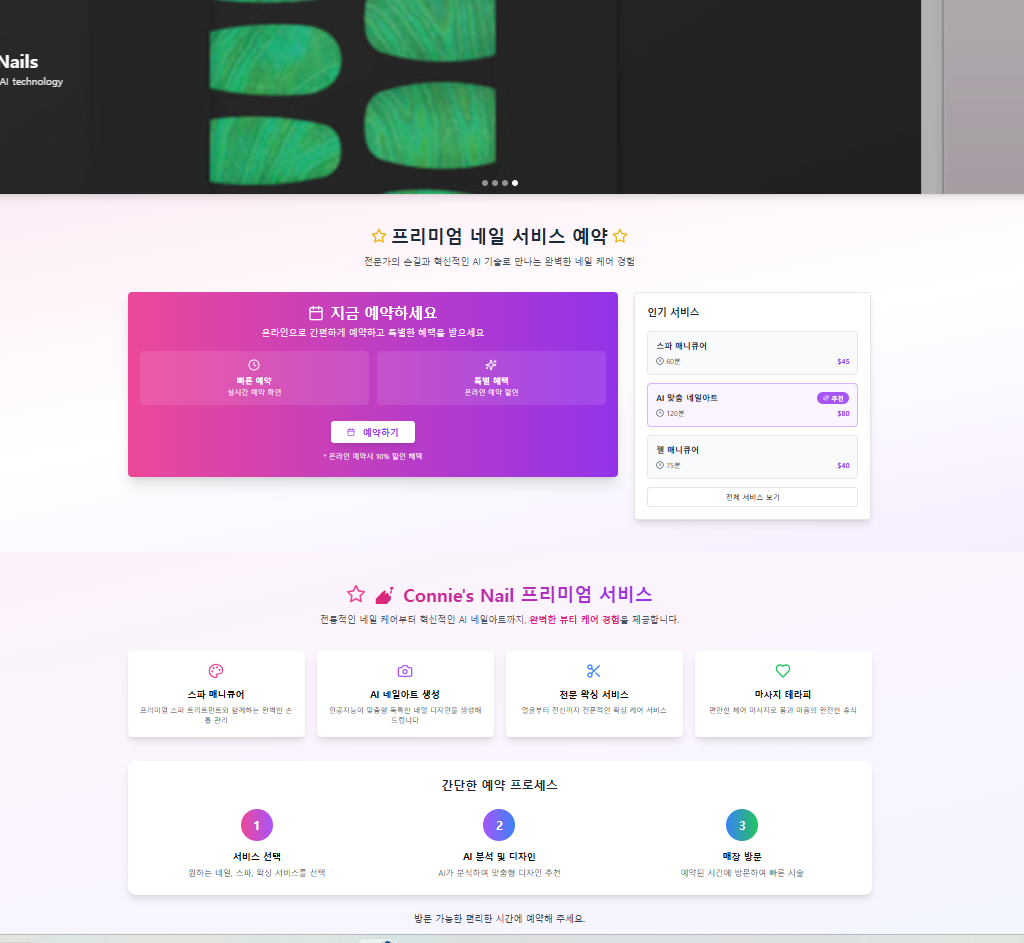 Nails
AI technology
프리미엄 네일 서비스 예약
전문가의 손길과 혁신적인 AI 기술로 만나는 완벽한 네일 케어 경험
지금 예약하세요
온라인으로 간편하게 예약하고 특별한 혜택을 받으세요
빠른 예약
실시간 예약 확인
특별 혜택
온라인 예약 할인
예약하기
* 온라인 예약시 10% 할인 혜택
인기 서비스
스파 매니큐어
60분
$45
AI 맞춤 네일아트
추천
120분
$80
젤 매니큐어
75분
$40
전체 서비스 보기
Connie's Nail 프리미엄 서비스
전통적인 네일 케어부터 혁신적인 AI 네일아트까지, 완벽한 뷰티 케어 경험을 제공합니다.
스파 매니큐어
프리미엄 스파 트리트먼트와 함께하는 완벽한 손
톱 관리
AI 네일아트 생성
인공지능이 맞춤형 독특한 네일 디자인을 생성해
드립니다
전문 왁싱 서비스
얼굴부터 전신까지 전문적인 왁싱 케어 서비스
마사지 테라피
편안한 체어 마사지로 몸과 마음의 완전한 휴식
간단한 예약 프로세스
1
서비스 선택
원하는 네일, 스파, 왁싱 서비스를 선택
2
AI 분석 및 디자인
AI가 분석하여 맞춤형 디자인 추천
3
매장 방문
예약된 시간에 방문하여 빠른 시술
방문 가능한 편리한 시간에 예약해 주세요.